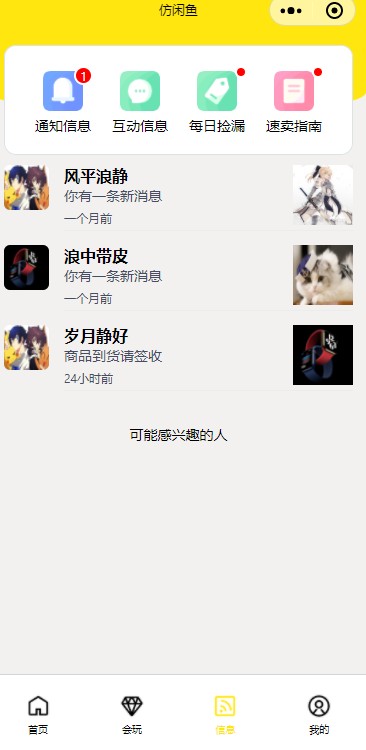 仿闲鱼
1
通知信息 互动信息 每日捡漏 速卖指南
风平浪静
你有一条新消息
一个月前
浪中带皮
你有一条新消息
一个月前
岁月静好
商品到货请签收
24小时前
可能感兴趣的人
首页 会玩 信息 我的